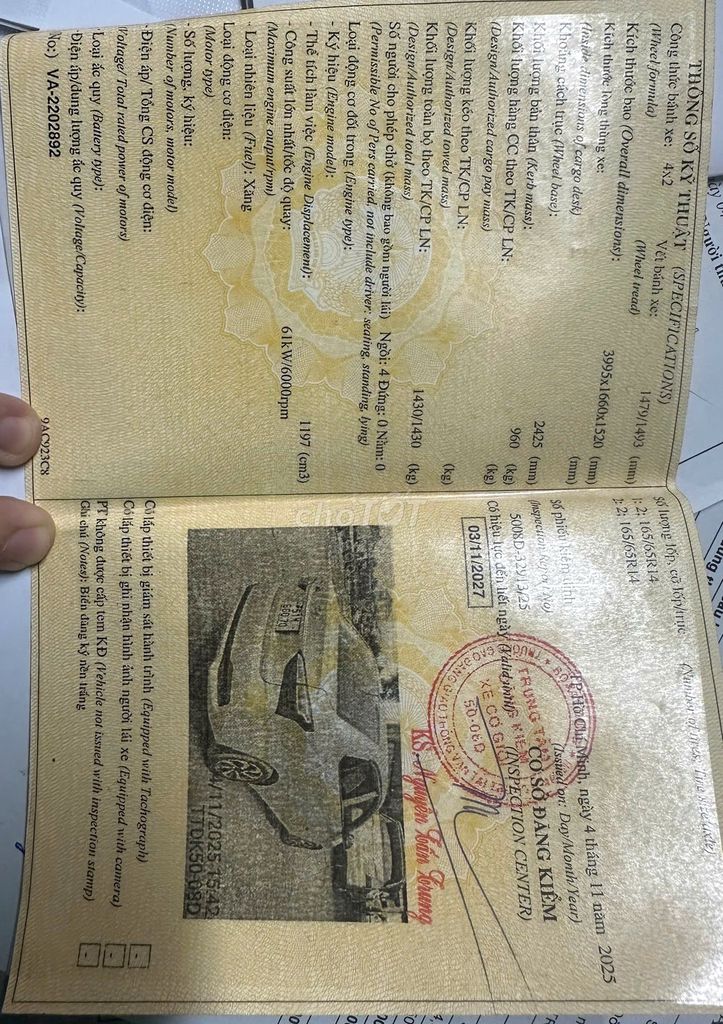 THÔNG SỐ KỸ THUẬT (SPECIFICATIONS)
Công thức bánh xe: 4x2 Vết bánh xe: 1479/1493 (mm)
(Wheel formula) (Wheel tread)
Kích thước bao (Overall dimensions): 3995x1660x1520 (mm)
Kích thước lòng thùng xe: (mm)
(Inside dimensions of cargo deck)
Khoảng cách trục (Wheel base): 2425 (mm)
Khối lượng bản thân (Kerb mass): 960 (kg)
Khối lượng hàng CC theo TK/CP LN: (kg)
(Design/Authorized cargo pay mass)
Khối lượng kéo theo TK/CP LN: (kg)
(Design/Authorized towed mass)
Khối lượng toàn bộ theo TK/CP LN: 1430/1430 (kg)
(Design/Authorized total mass)
Số người cho phép chở (không bao gồm người lái) Ngồi: 4 Đứng: 0 Nằm: 0
(Permissible No of Pers carried, not include driver: seating, standing, lying)
Loại động cơ đốt trong (Engine type):
- Ký hiệu (Engine model):
- Thể tích làm việc (Engine Displacement): 1197 (cm3)
- Công suất lớn nhất/tốc độ quay: 61kW/6000rpm
(Maximum engine output/rpm)
- Loại nhiên liệu (Fuel): Xăng
Loại động cơ điện:
(Motor type)
- Số lượng, ký hiệu:
(Number of motors, motor model)
- Điện áp/ Tổng CS động cơ điện:
Voltage/ Total rated power of motors)
Loại ắc quy (Battery type):
Điện áp/dung lượng ắc quy (Voltage/Capacity):
No:) VA-2202892 9AC923C8
Số lượng lốp, cỡ lốp/trục
: 2; 165/65R14
: 2; 165/65R14
TP. Hồ Chí Minh, ngày 4 tháng 11 năm 2025
(Issued on: Day/Month/Year)
CƠ SỞ ĐĂNG KIỂM
(INSPECTION CENTER)
Số phiếu kiểm định
(Inspection Report No)
Có hiệu lực đến hết ngày (Valid until)
03/11/2027
TRUNG TÂM
ĐĂNG KIỂM
XE CƠ GIỚI
50-08D
KS Nguyễn Tấn Trung
chợTỐT
/11/2025 15:42
TTDK50-08D
Có lắp thiết bị giám sát hành trình (Equipped with Tachograph) -
Có lắp thiết bị ghi nhận hình ảnh người lái xe (Equipped with camera) -
PT không được cấp tem KĐ (Vehicle not issued with inspection stamp) -
Ghi chú (Notes): Biển đăng ký nền trắng